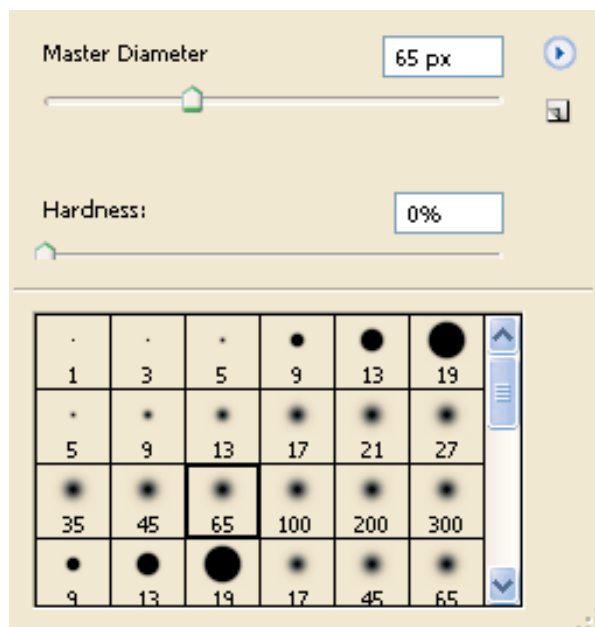 Master Diameter 65 px
Hardness: 0%
1 3 5 9 13 19
5 9 13 17 21 27
35 45 65 100 200 300
9 13 19 17 45 65